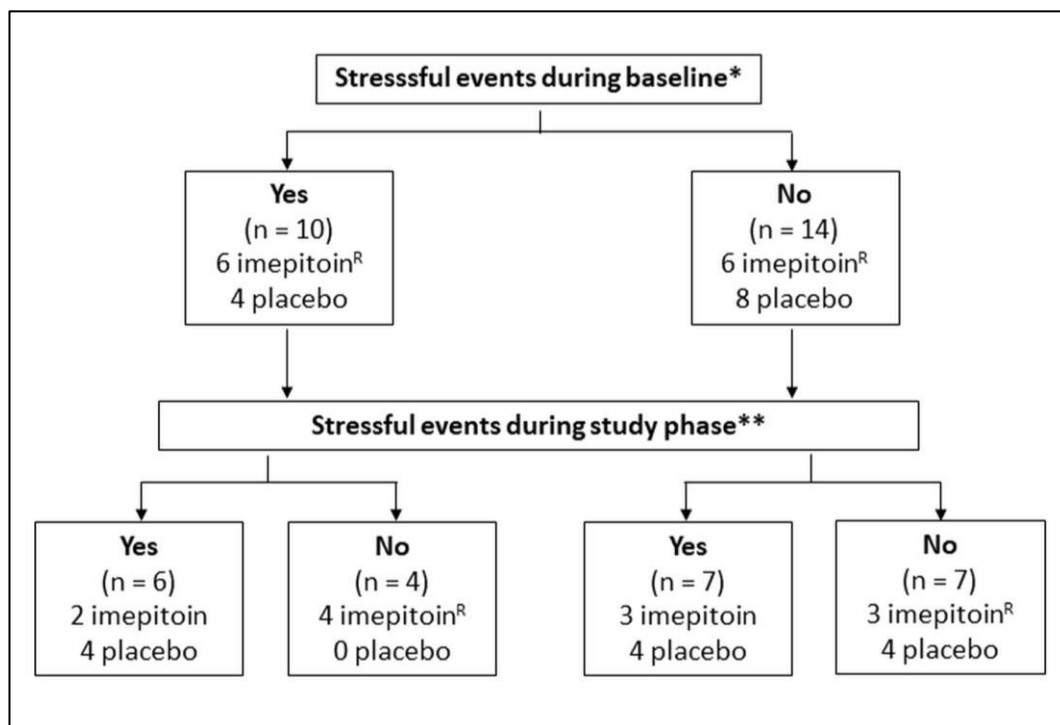 Stresssful events during baseline*
Yes
(n = 10)
6 imepitoinᴿ
4 placebo
No
(n = 14)
6 imepitoinᴿ
8 placebo
Stressful events during study phase**
Yes
(n = 6)
2 imepitoin
4 placebo
No
(n = 4)
4 imepitoinᴿ
0 placebo
Yes
(n = 7)
3 imepitoin
4 placebo
No
(n = 7)
3 imepitoinᴿ
4 placebo